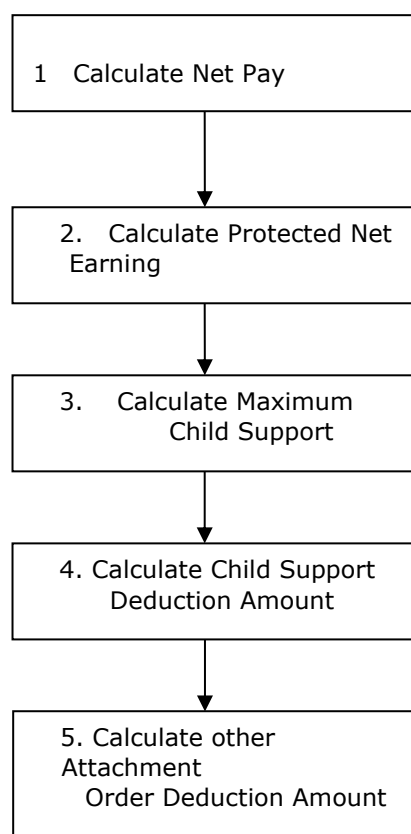 1 Calculate Net Pay
2. Calculate Protected Net
Earning
3. Calculate Maximum
Child Support
4. Calculate Child Support
Deduction Amount
5. Calculate other
Attachment
Order Deduction Amount